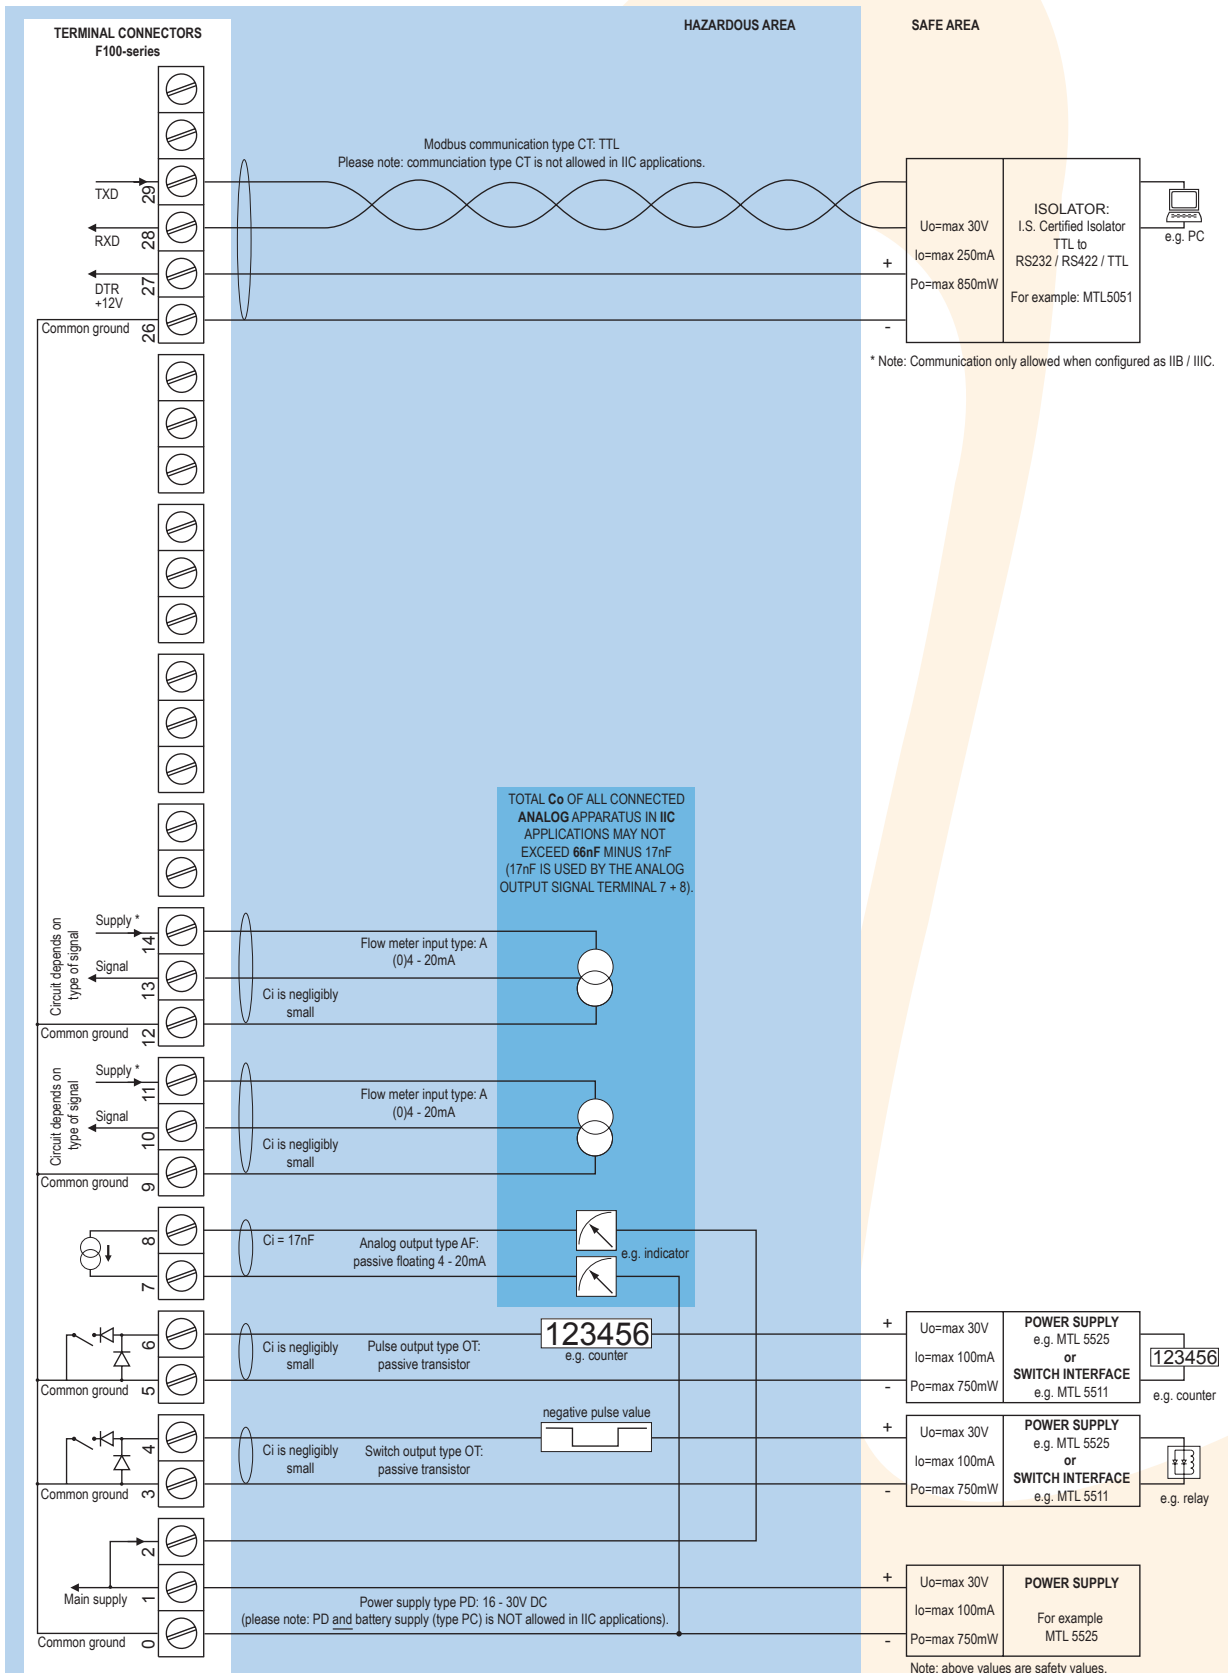 TERMINAL CONNECTORS
F100-series
HAZARDOUS AREA
SAFE AREA
Modbus communication type CT: TTL
Please note: communciation type CT is not allowed in IIC applications.
TXD
29
RXD
28
DTR
+12V
27
Common ground
26
+
-
Uo=max 30V
Io=max 250mA
Po=max 850mW
ISOLATOR:
I.S. Certified Isolator
TTL to
RS232 / RS422 / TTL
For example: MTL5051
e.g. PC
* Note: Communication only allowed when configured as IIB / IIIC.
TOTAL Co OF ALL CONNECTED
ANALOG APPARATUS IN IIC
APPLICATIONS MAY NOT
EXCEED 66nF MINUS 17nF
(17nF IS USED BY THE ANALOG
OUTPUT SIGNAL TERMINAL 7 + 8).
Circuit depends on
type of signal
Supply *
14
Signal
13
Common ground
12
Flow meter input type: A
(0)4 - 20mA
Ci is negligibly
small
Circuit depends on
type of signal
Supply *
11
Signal
10
Common ground
9
Flow meter input type: A
(0)4 - 20mA
Ci is negligibly
small
8
7
Ci = 17nF
Analog output type AF:
passive floating 4 - 20mA
e.g. indicator
6
Common ground
5
Ci is negligibly
small
Pulse output type OT:
passive transistor
123456
e.g. counter
+
-
Uo=max 30V
Io=max 100mA
Po=max 750mW
POWER SUPPLY
e.g. MTL 5525
or
SWITCH INTERFACE
e.g. MTL 5511
123456
e.g. counter
4
Common ground
3
Ci is negligibly
small
Switch output type OT:
passive transistor
negative pulse value
+
-
Uo=max 30V
Io=max 100mA
Po=max 750mW
POWER SUPPLY
e.g. MTL 5525
or
SWITCH INTERFACE
e.g. MTL 5511
e.g. relay
2
Main supply
1
Common ground
0
Power supply type PD: 16 - 30V DC
(please note: PD and battery supply (type PC) is NOT allowed in IIC applications).
+
-
Uo=max 30V
Io=max 100mA
Po=max 750mW
POWER SUPPLY
For example
MTL 5525
Note: above values are safety values.